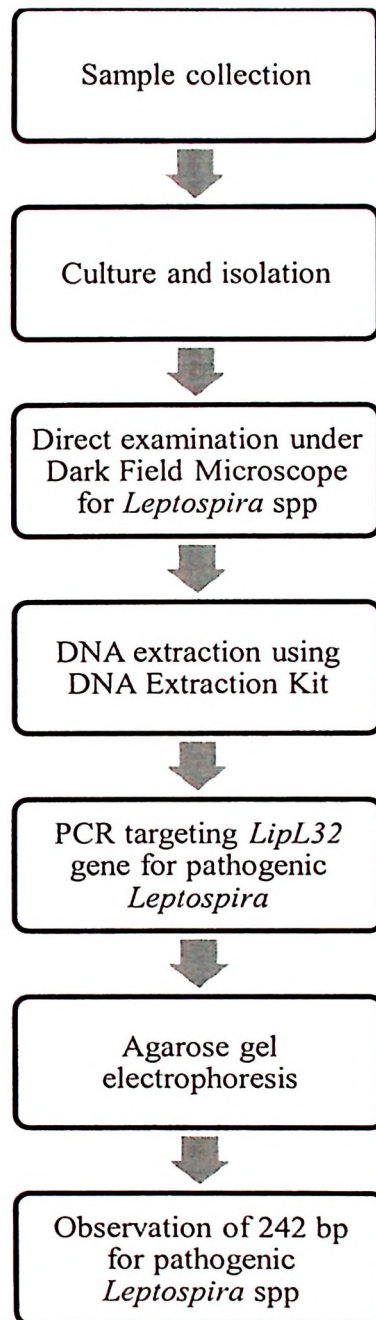 Sample collection
Culture and isolation
Direct examination under
Dark Field Microscope
for Leptospira spp
DNA extraction using
DNA Extraction Kit
PCR targeting LipL32
gene for pathogenic
Leptospira
Agarose gel
electrophoresis
Observation of 242 bp
for pathogenic
Leptospira spp